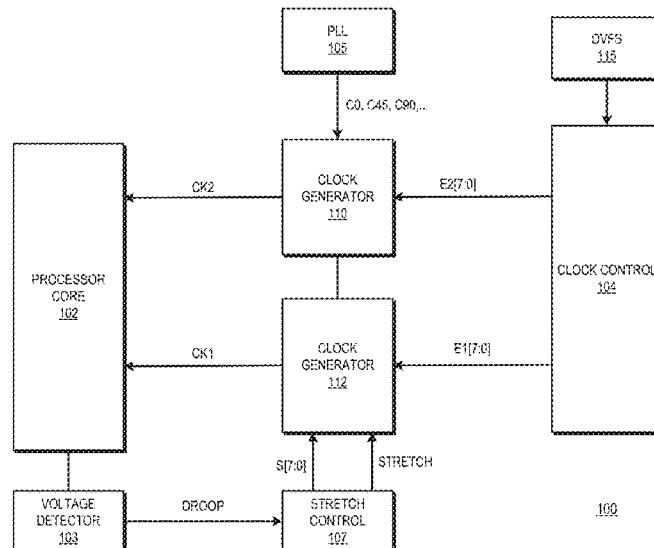 PLL
105
DVFS
115
C0, C45, C90,...
CLOCK
GENERATOR
110
CK2
E2[7:0]
PROCESSOR
CORE
102
CLOCK CONTROL
104
CLOCK
GENERATOR
112
CK1
E1[7:0]
S[7:0]
STRETCH
VOLTAGE
DETECTOR
103
DROOP
STRETCH
CONTROL
107
100